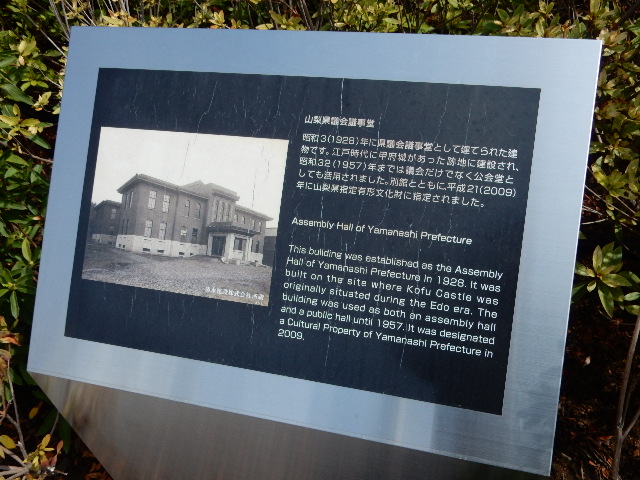 山梨県議会議事堂
昭和3(1928)年に県議会議事堂として建てられた建
物です。江戸時代に甲府城があった跡地に建設され、
昭和32(1957)年までは議会だけでなく公会堂と
しても活用されました。別館とともに、平成21(2009)
年に山梨県指定有形文化財に指定されました。
Assembly Hall of Yamanashi Prefecture
This building was established as the Assembly
Hall of Yamanashi Prefecture in 1928. It was
built on the site where Kofu Castle was
originally situated during the Edo era. The
building was used as both an assembly hall
and a public hall until 1957. It was designated
a Cultural Property of Yamanashi Prefecture in
2009.